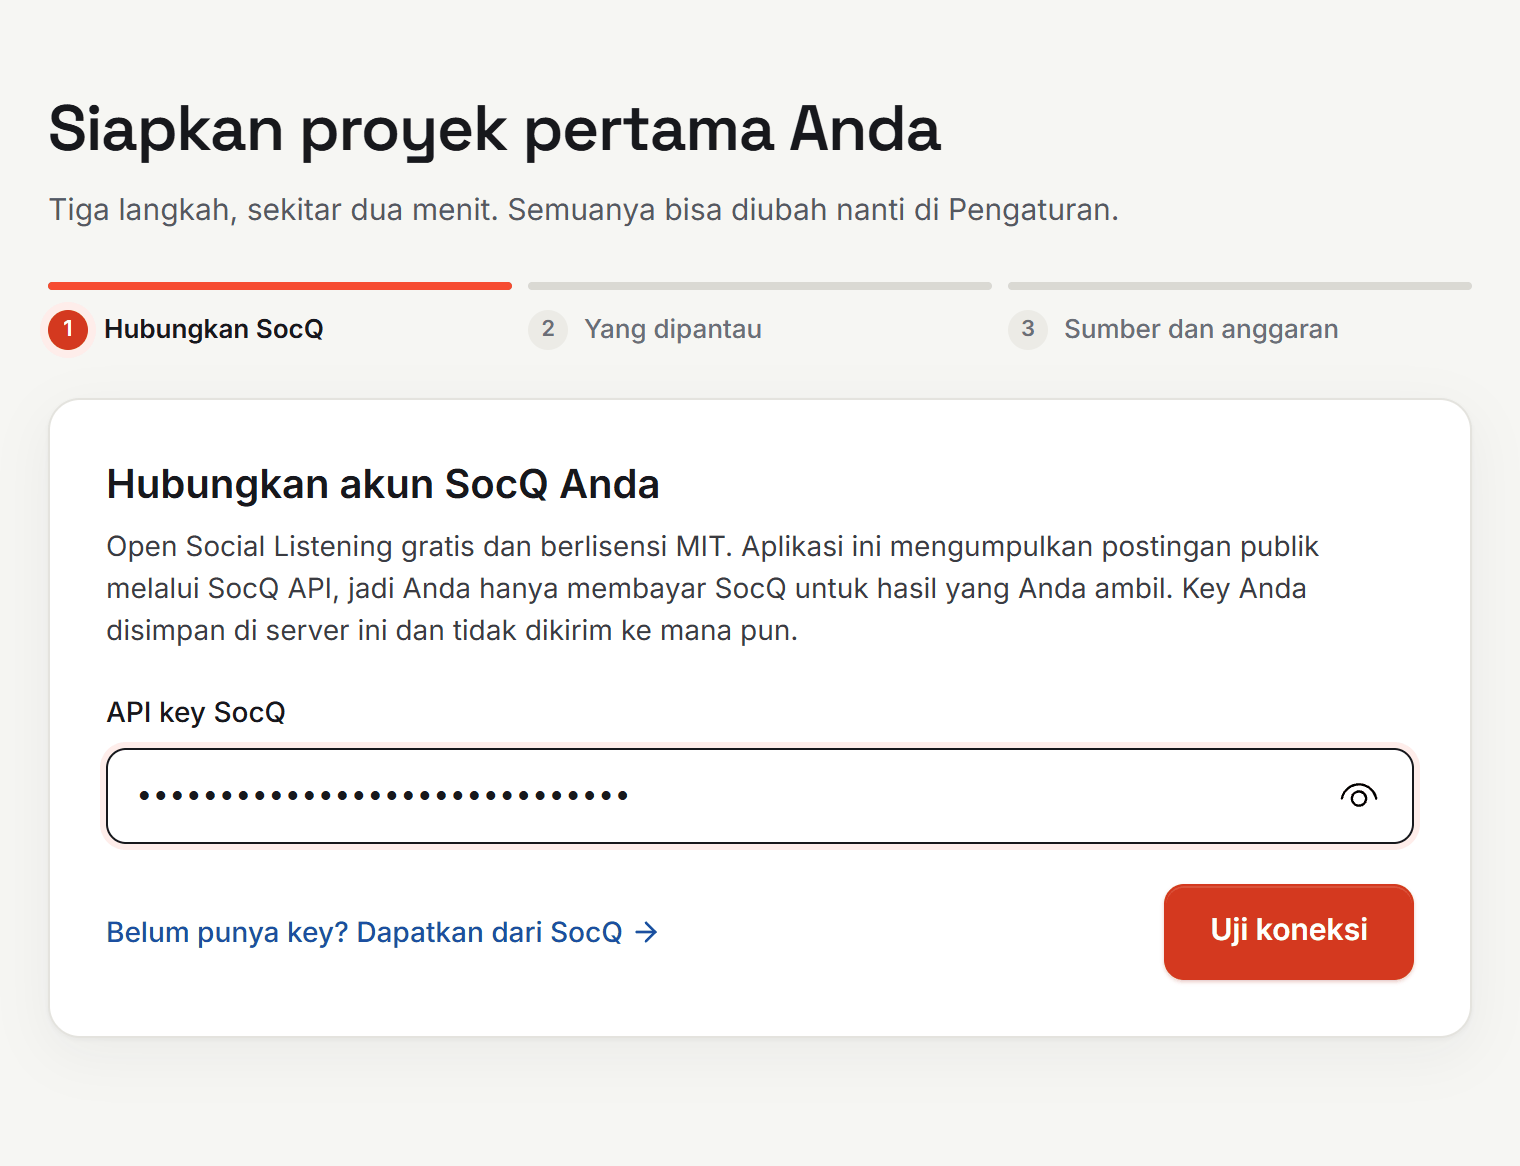 Siapkan proyek pertama Anda
Tiga langkah, sekitar dua menit. Semuanya bisa diubah nanti di Pengaturan.
1 Hubungkan SocQ
2 Yang dipantau
3 Sumber dan anggaran
Hubungkan akun SocQ Anda
Open Social Listening gratis dan berlisensi MIT. Aplikasi ini mengumpulkan postingan publik
melalui SocQ API, jadi Anda hanya membayar SocQ untuk hasil yang Anda ambil. Key Anda
disimpan di server ini dan tidak dikirim ke mana pun.
API key SocQ
••••••••••••••••••••••••••••••
Belum punya key? Dapatkan dari SocQ →
Uji koneksi